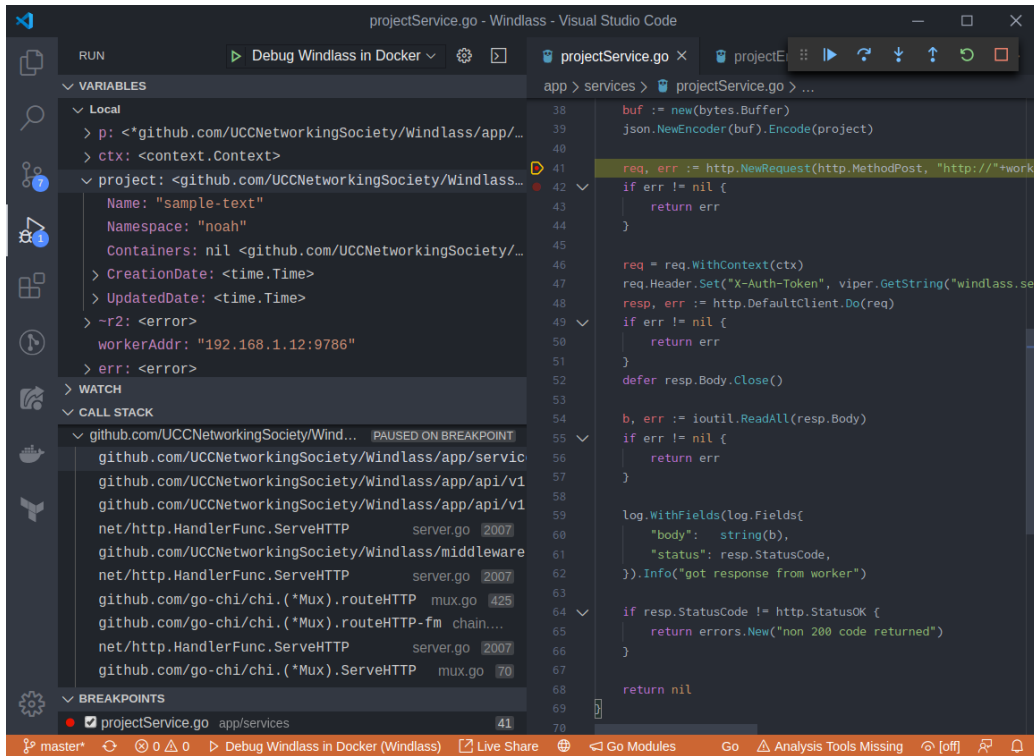 projectService.go - Windlass - Visual Studio Code
RUN
Debug Windlass in Docker
projectService.go
projectE
app > services > projectService.go > ...
VARIABLES
Local
p: <*github.com/UCCNetworkingSociety/Windlass/app/…
ctx: <context.Context>
project: <github.com/UCCNetworkingSociety/Windlass…
Name: "sample-text"
Namespace: "noah"
Containers: nil <github.com/UCCNetworkingSociety/…
CreationDate: <time.Time>
UpdatedDate: <time.Time>
~r2: <error>
workerAddr: "192.168.1.12:9786"
err: <error>
WATCH
CALL STACK
github.com/UCCNetworkingSociety/Wind… PAUSED ON BREAKPOINT
github.com/UCCNetworkingSociety/Windlass/app/servic
github.com/UCCNetworkingSociety/Windlass/app/api/v1
github.com/UCCNetworkingSociety/Windlass/app/api/v1
net/http.HandlerFunc.ServeHTTP server.go 2007
github.com/UCCNetworkingSociety/Windlass/middleware
net/http.HandlerFunc.ServeHTTP server.go 2007
github.com/go-chi/chi.(*Mux).routeHTTP mux.go 425
github.com/go-chi/chi.(*Mux).routeHTTP-fm chain.…
net/http.HandlerFunc.ServeHTTP server.go 2007
github.com/go-chi/chi.(*Mux).ServeHTTP mux.go 70
BREAKPOINTS
projectService.go app/services 41
7
1
38 buf := new(bytes.Buffer)
39 json.NewEncoder(buf).Encode(project)
40
41 req, err := http.NewRequest(http.MethodPost, "http://"+work
42 if err != nil {
43 return err
44 }
45
46 req = req.WithContext(ctx)
47 req.Header.Set("X-Auth-Token", viper.GetString("windlass.se
48 resp, err := http.DefaultClient.Do(req)
49 if err != nil {
50 return err
51 }
52 defer resp.Body.Close()
53
54 b, err := ioutil.ReadAll(resp.Body)
55 if err != nil {
56 return err
57 }
58
59 log.WithFields(log.Fields{
60 "body": string(b),
61 "status": resp.StatusCode,
62 }).Info("got response from worker")
63
64 if resp.StatusCode != http.StatusOK {
65 return errors.New("non 200 code returned")
66 }
67
68 return nil
69 }
70
master* 0 0 Debug Windlass in Docker (Windlass) Live Share Go Modules Go Analysis Tools Missing [off]